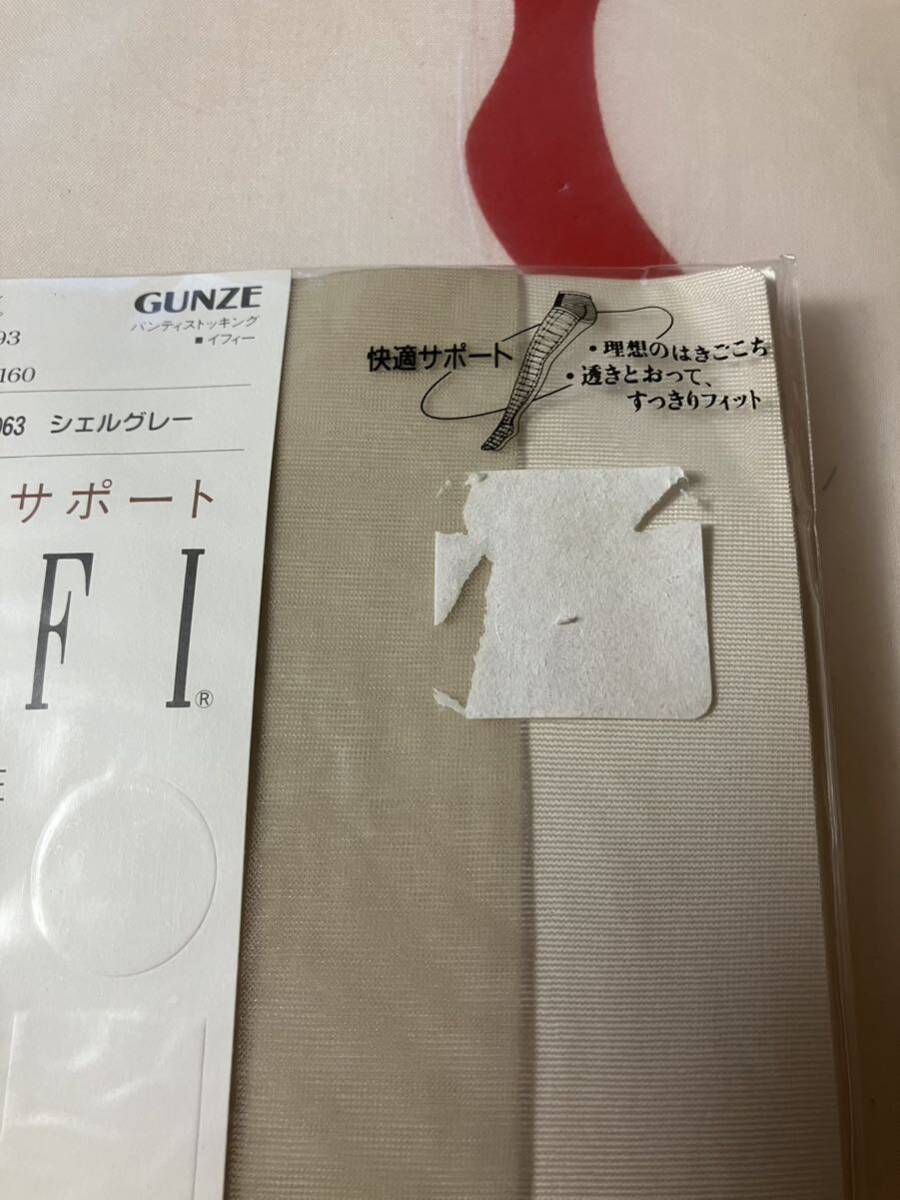 GUNZE
パンティストッキング
■イフィー
93
160
063 シェルグレー
サポート
FI®
E
快適サポート
・理想のはきごこち
・透きとおって、
すっきりフィット